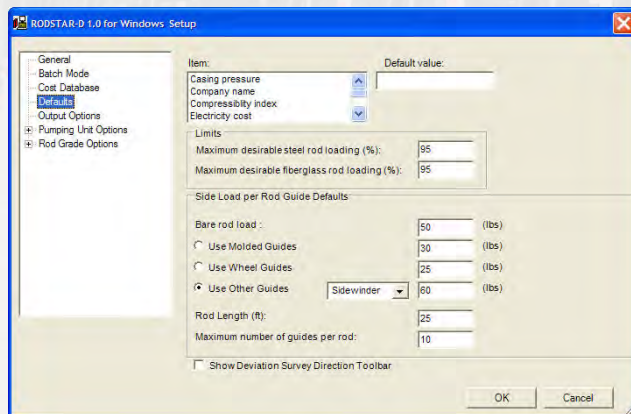 RODSTAR-D 1.0 for Windows Setup
General
Batch Mode
Cost Database
Defaults
Output Options
Pumping Unit Options
Rod Grade Options
Item:
Default value:
Casing pressure
Company name
Compressiblity index
Electricity cost
Limits
Maximum desirable steel rod loading (%): 95
Maximum desirable fiberglass rod loading (%): 95
Side Load per Rod Guide Defaults
Bare rod load : 50 (lbs)
Use Molded Guides 30 (lbs)
Use Wheel Guides 25 (lbs)
Use Other Guides Sidewinder 60 (lbs)
Rod Length (ft): 25
Maximum number of guides per rod: 10
Show Deviation Survey Direction Toolbar
OK Cancel